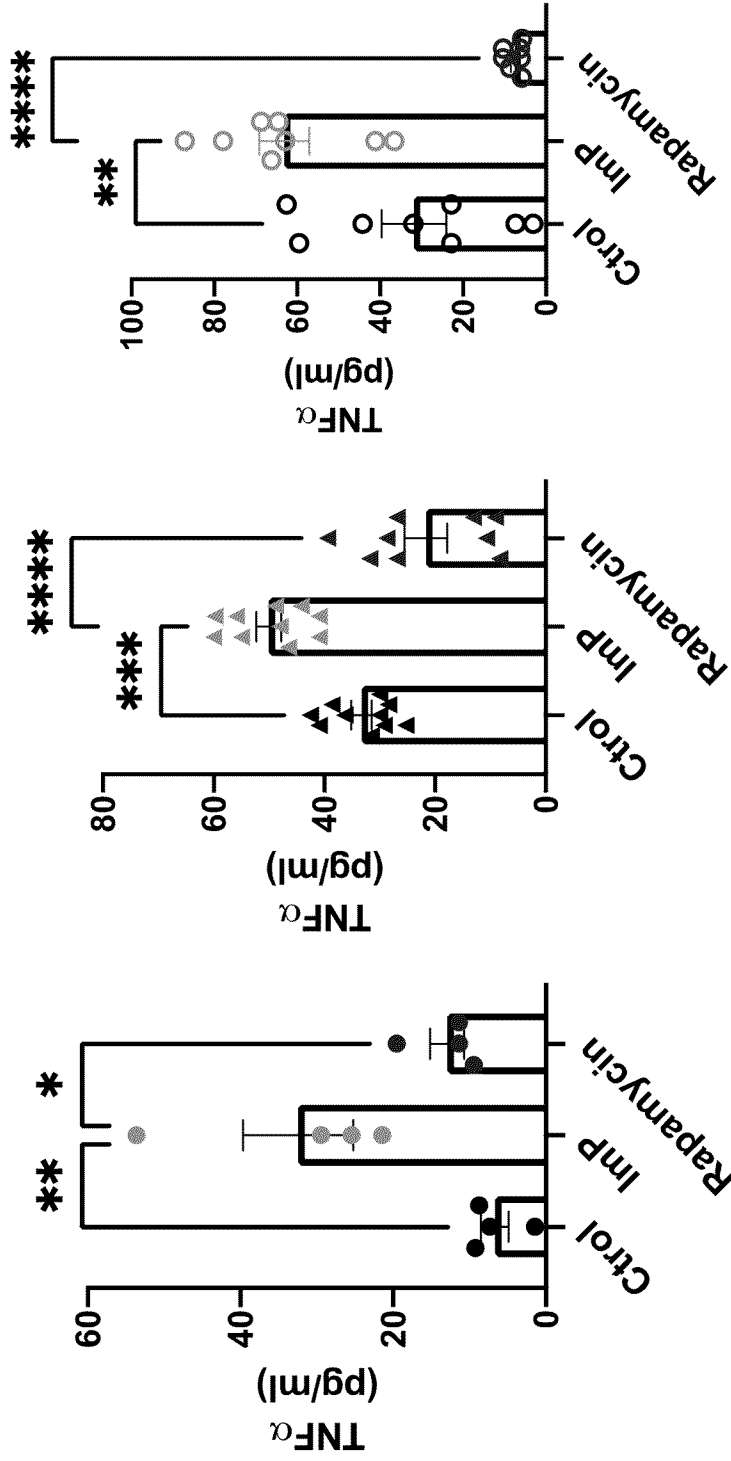 TNFα
(pg/ml)
60
40
20
0
**
*
Ctrol
ImP
Rapamycin
TNFα
(pg/ml)
80
60
40
20
0
***
****
Ctrol
ImP
Rapamycin
TNFα
(pg/ml)
100
80
60
40
20
0
**
****
Ctrol
ImP
Rapamycin